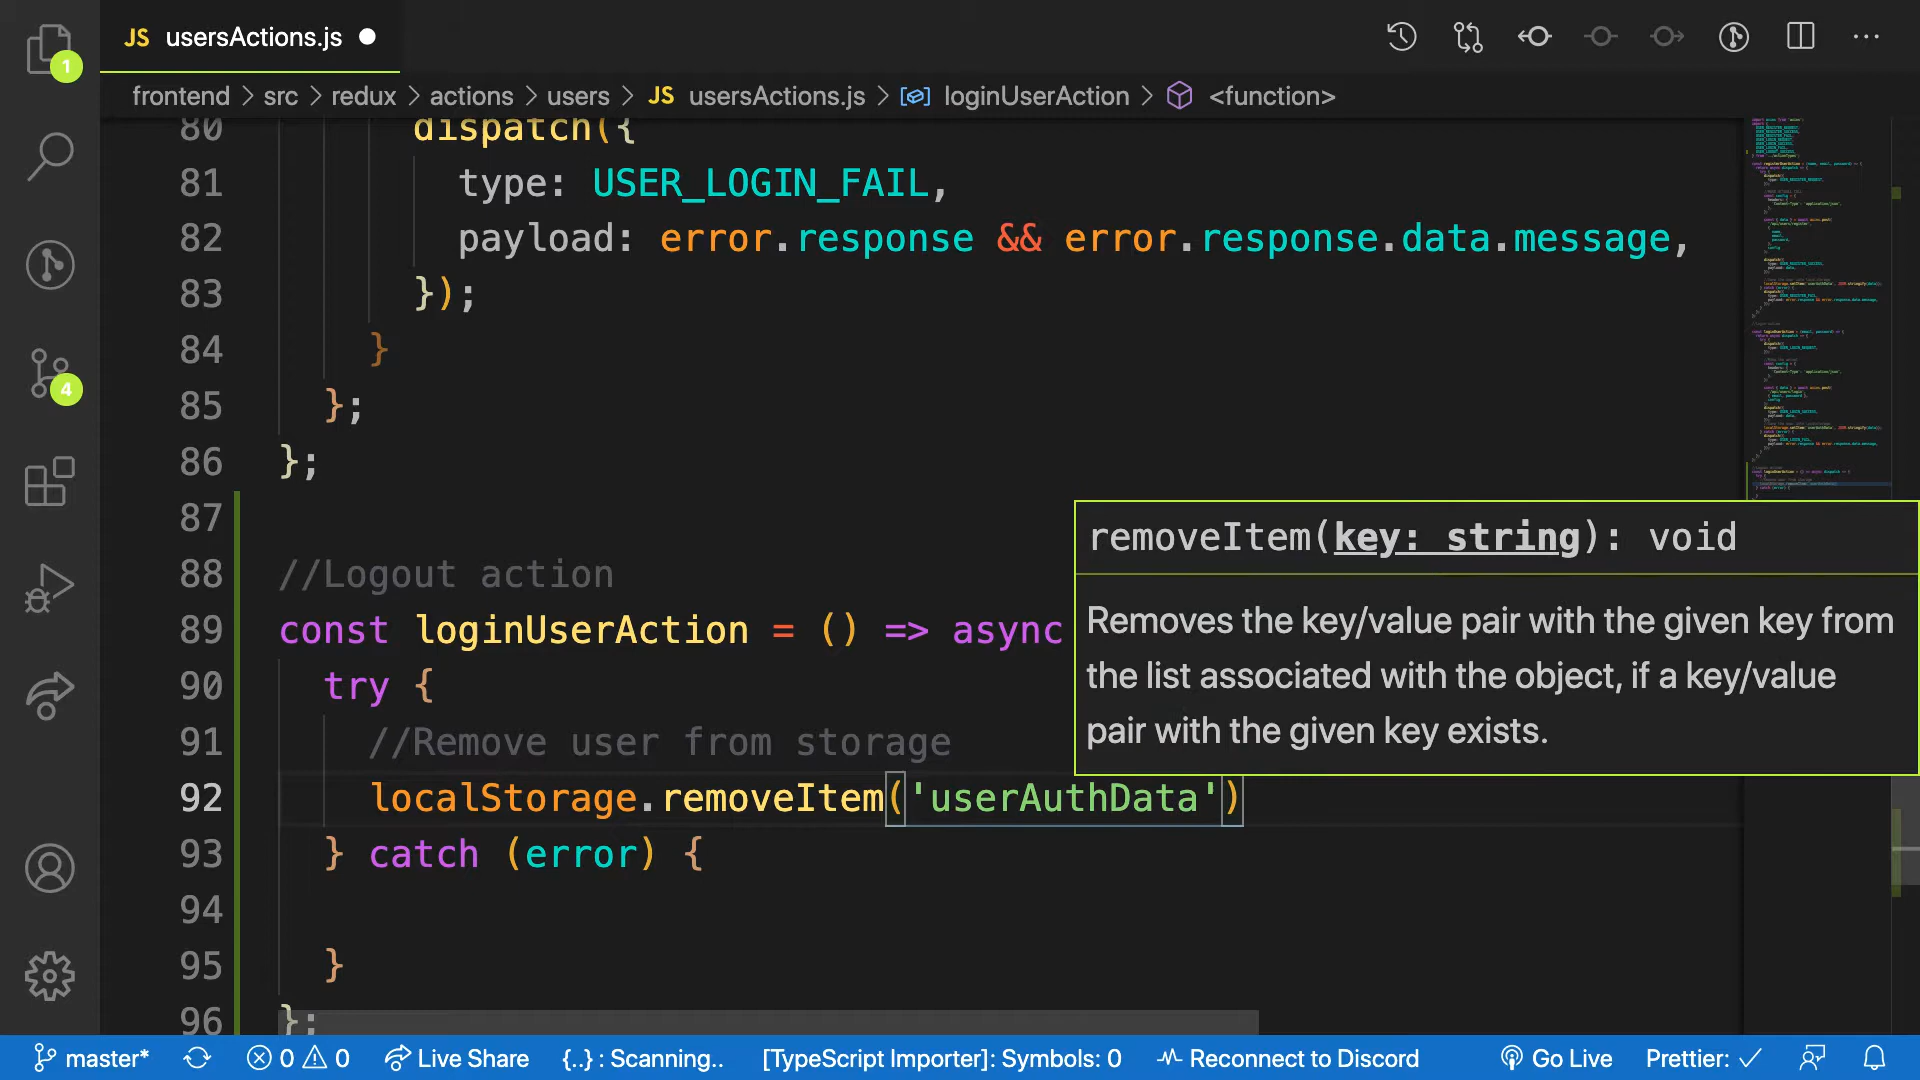 JS usersActions.js
frontend > src > redux > actions > users > JS usersActions.js > loginUserAction > <function>
80 dispatch({
81 type: USER_LOGIN_FAIL,
82 payload: error.response && error.response.data.message,
83 });
84 }
85 };
86 };
87
88 //Logout action
89 const loginUserAction = () => async
90 try {
91 //Remove user from storage
92 localStorage.removeItem('userAuthData')
93 } catch (error) {
94
95 }
96 };
removeItem(key: string): void
Removes the key/value pair with the given key from
the list associated with the object, if a key/value
pair with the given key exists.
1
4
master* 0 0 Live Share {..} : Scanning.. [TypeScript Importer]: Symbols: 0 Reconnect to Discord Go Live Prettier: ✓